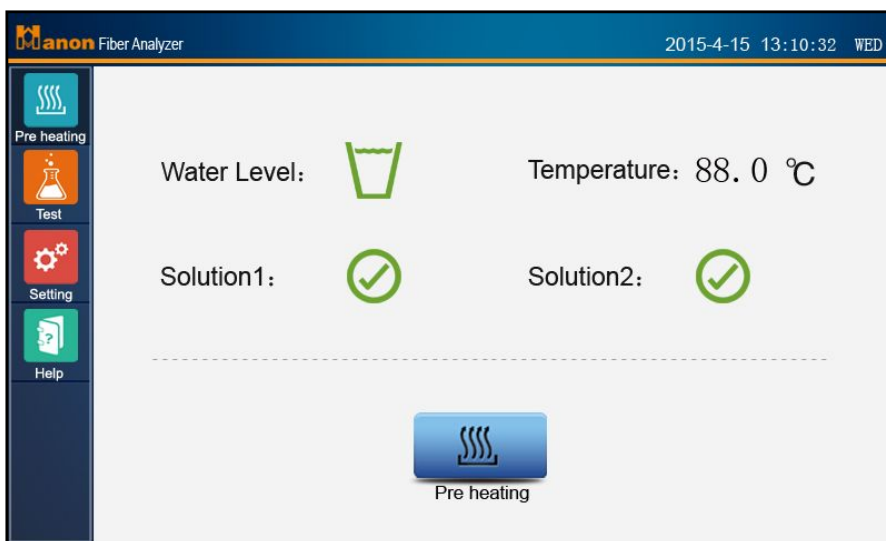 Hanon Fiber Analyzer
2015-4-15 13:10:32 WED
Pre heating
Test
Setting
Help
Water Level:
Temperature: 88.0 ℃
Solution1:
Solution2:
Pre heating